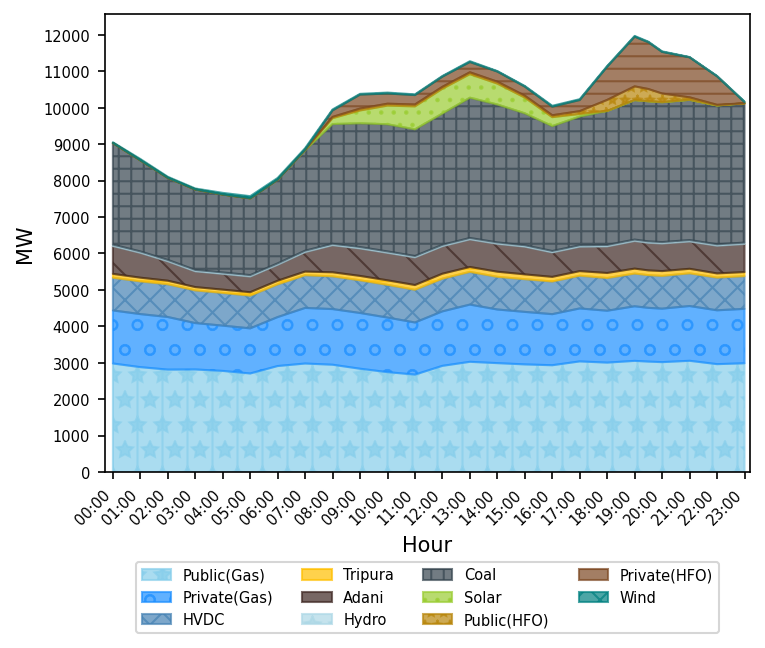 MW
12000
11000
10000
9000
8000
7000
6000
5000
4000
3000
2000
1000
0
00:00 01:00 02:00 03:00 04:00 05:00 06:00 07:00 08:00 09:00 10:00 11:00 12:00 13:00 14:00 15:00 16:00 17:00 18:00 19:00 20:00 21:00 22:00 23:00
Hour
Public(Gas) Tripura Coal Private(HFO)
Private(Gas) Adani Solar Wind
HVDC Hydro Public(HFO)